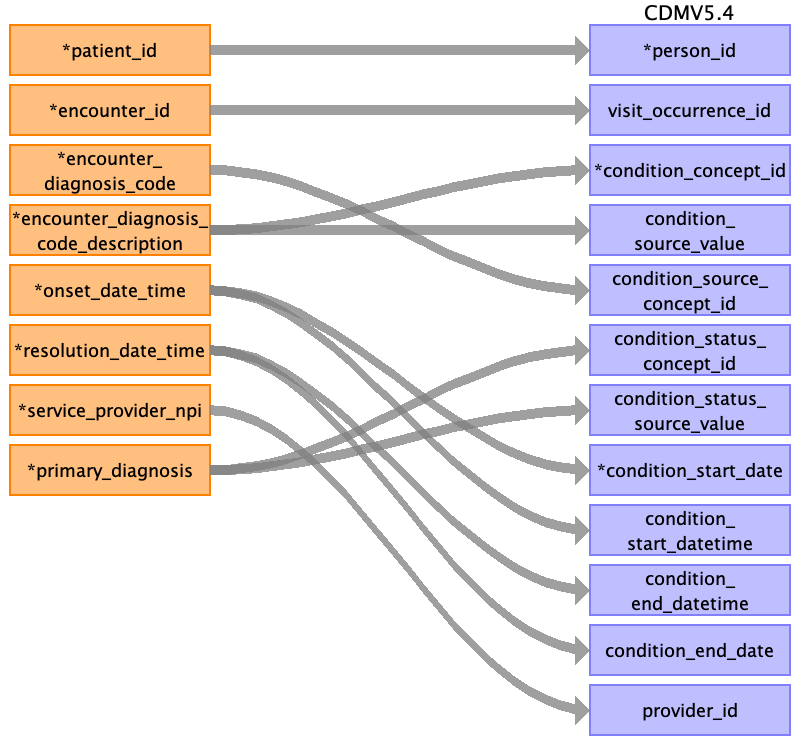 CDMV5.4
*patient_id
*encounter_id
*encounter_
diagnosis_code
*encounter_diagnosis_
code_description
*onset_date_time
*resolution_date_time
*service_provider_npi
*primary_diagnosis
*person_id
visit_occurrence_id
*condition_concept_id
condition_
source_value
condition_source_
concept_id
condition_status_
concept_id
condition_status_
source_value
*condition_start_date
condition_
start_datetime
condition_
end_datetime
condition_end_date
provider_id